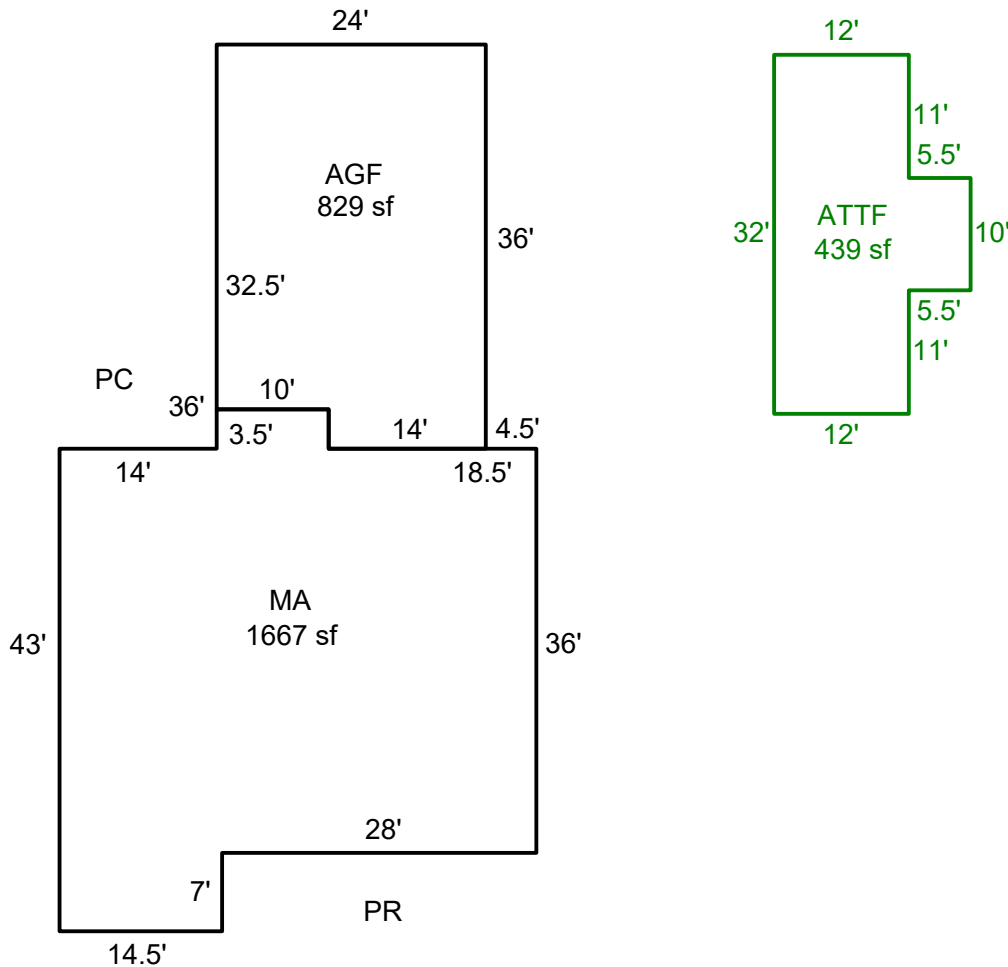 24'
12'
11'
5.5'
AGF
829 sf
ATTF
439 sf
32'
10'
36'
32.5'
5.5'
11'
PC
10'
36'
3.5'
14'
4.5'
12'
14'
18.5'
MA
1667 sf
43'
36'
28'
7'
PR
14.5'